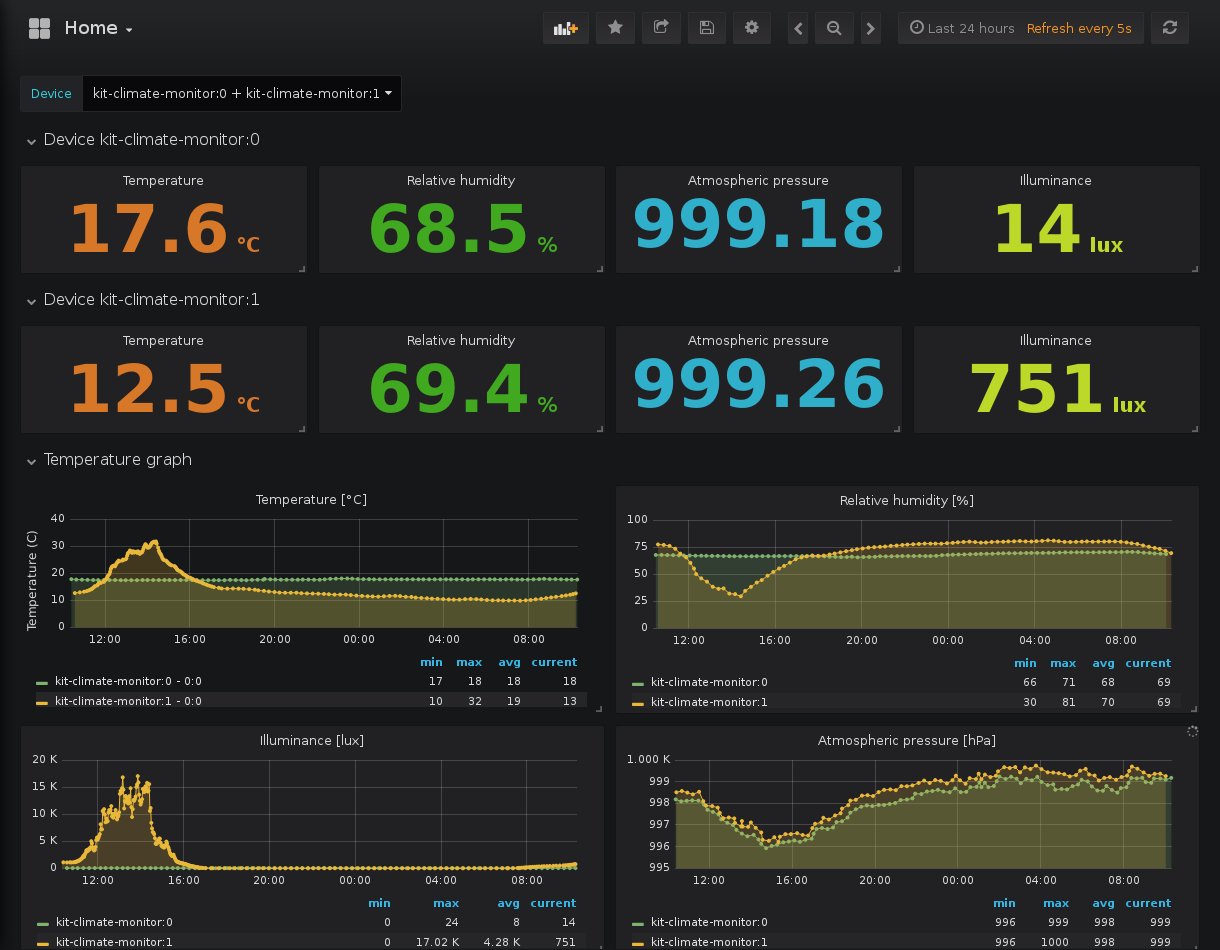 Home
Last 24 hours Refresh every 5s
Device kit-climate-monitor:0 + kit-climate-monitor:1
Device kit-climate-monitor:0
Temperature Relative humidity Atmospheric pressure Illuminance
17.6 °C 68.5 % 999.18 14 lux
Device kit-climate-monitor:1
Temperature Relative humidity Atmospheric pressure Illuminance
12.5 °C 69.4 % 999.26 751 lux
Temperature graph
Temperature [°C]
Temperature (C)
40
30
20
10
0
12:00 16:00 20:00 00:00 04:00 08:00
min max avg current
kit-climate-monitor:0 - 0:0 17 18 18 18
kit-climate-monitor:1 - 0:0 10 32 19 13
Relative humidity [%]
100
75
50
25
0
12:00 16:00 20:00 00:00 04:00 08:00
min max avg current
kit-climate-monitor:0 66 71 68 69
kit-climate-monitor:1 30 81 70 69
Illuminance [lux]
20 K
15 K
10 K
5 K
0
12:00 16:00 20:00 00:00 04:00 08:00
min max avg current
kit-climate-monitor:0 0 24 8 14
kit-climate-monitor:1 0 17.02 K 4.28 K 751
Atmospheric pressure [hPa]
1.000 K
999
998
997
996
995
12:00 16:00 20:00 00:00 04:00 08:00
min max avg current
kit-climate-monitor:0 996 999 998 999
kit-climate-monitor:1 996 1000 998 999